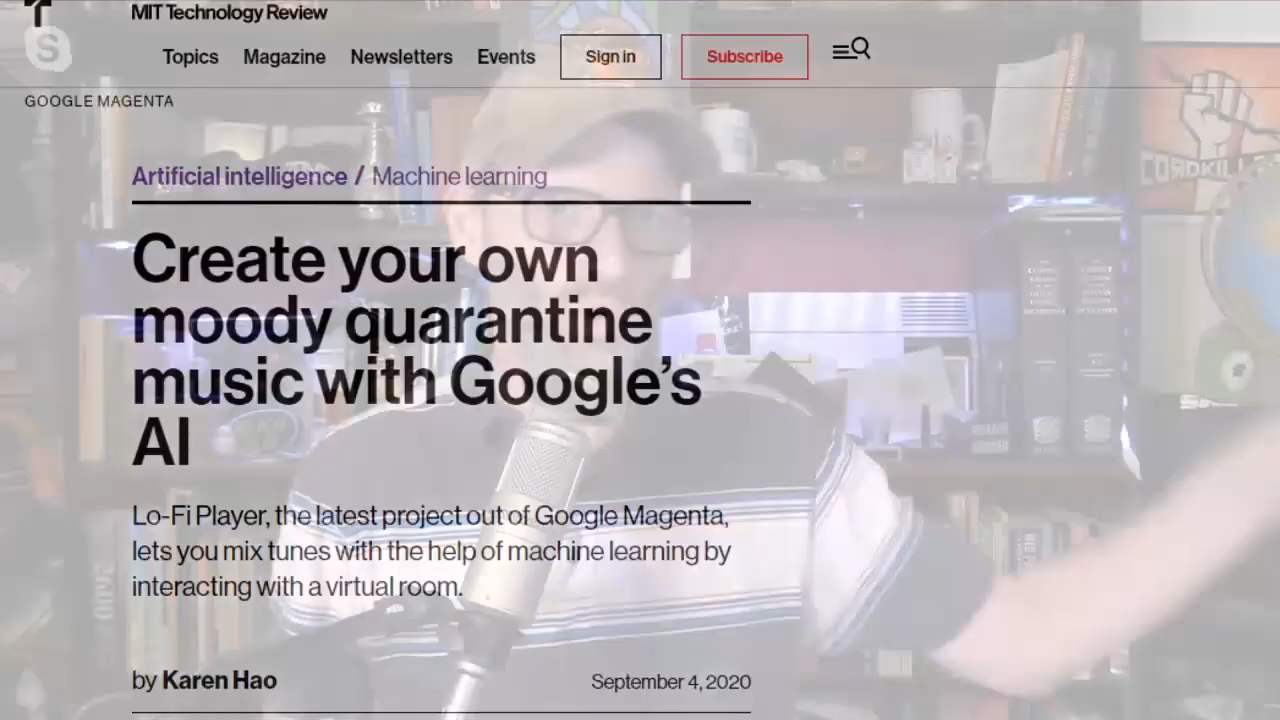 MIT Technology Review
Topics Magazine Newsletters Events Sign in Subscribe
GOOGLE MAGENTA
Artificial intelligence / Machine learning
Create your own
moody quarantine
music with Google's
AI
Lo-Fi Player, the latest project out of Google Magenta,
lets you mix tunes with the help of machine learning by
interacting with a virtual room.
by Karen Hao September 4, 2020